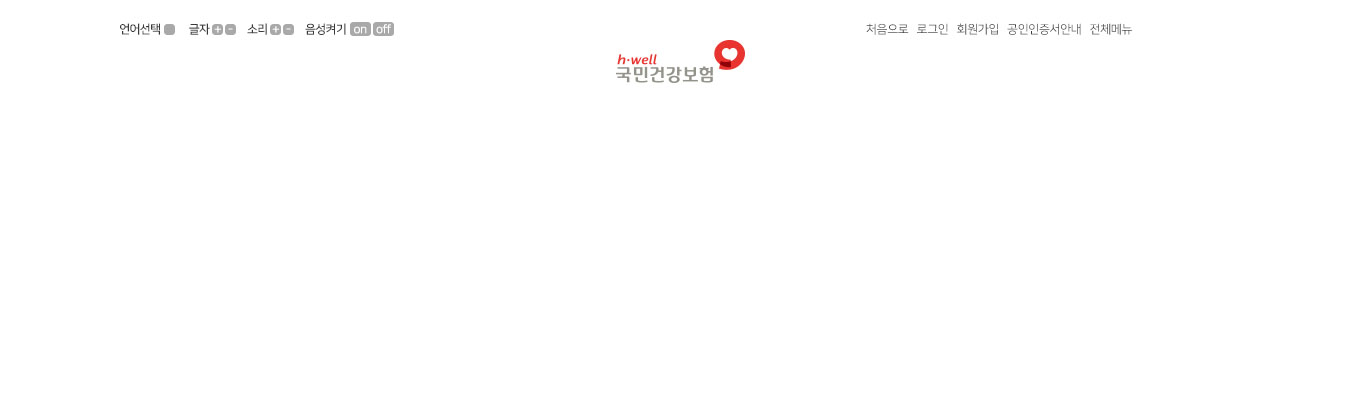 언어선택 글자 + - 소리 + - 음성켜기 on off
처음으로 로그인 회원가입 공인인증서안내 전체메뉴
h·well
국민건강보험